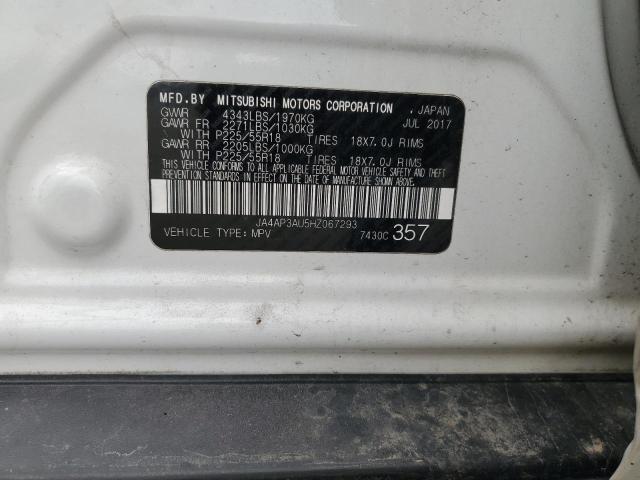 MFD.BY MITSUBISHI MOTORS CORPORATION , JAPAN
GVWR 4343LBS/1970KG JUL 2017
GAWR FR 2271LBS/1030KG
WITH P225/55R18 TIRES 18X7.0J RIMS
GAWR RR 2205LBS/1000KG
WITH P225/55R18 TIRES 18X7.0J RIMS
THIS VEHICLE CONFORMS TO ALL APPLICABLE FEDERAL MOTOR VEHICLE SAFETY, BUMPER, AND THEFT
PREVENTION STANDARDS IN EFFECT ON THE DATE OF MANUFACTURE SHOWN ABOVE.
JA4AP3AU5HZ067293
VEHICLE TYPE: MPV 7430C 357